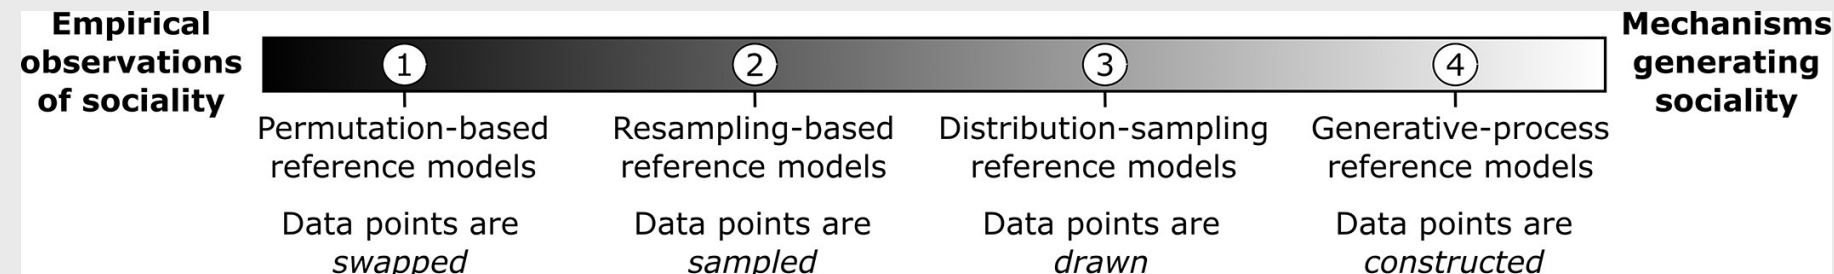 Empirical
observations
of sociality
1
2
3
4
Mechanisms
generating
sociality
Permutation-based
reference models
Data points are
swapped
Resampling-based
reference models
Data points are
sampled
Distribution-sampling
reference models
Data points are
drawn
Generative-process
reference models
Data points are
constructed